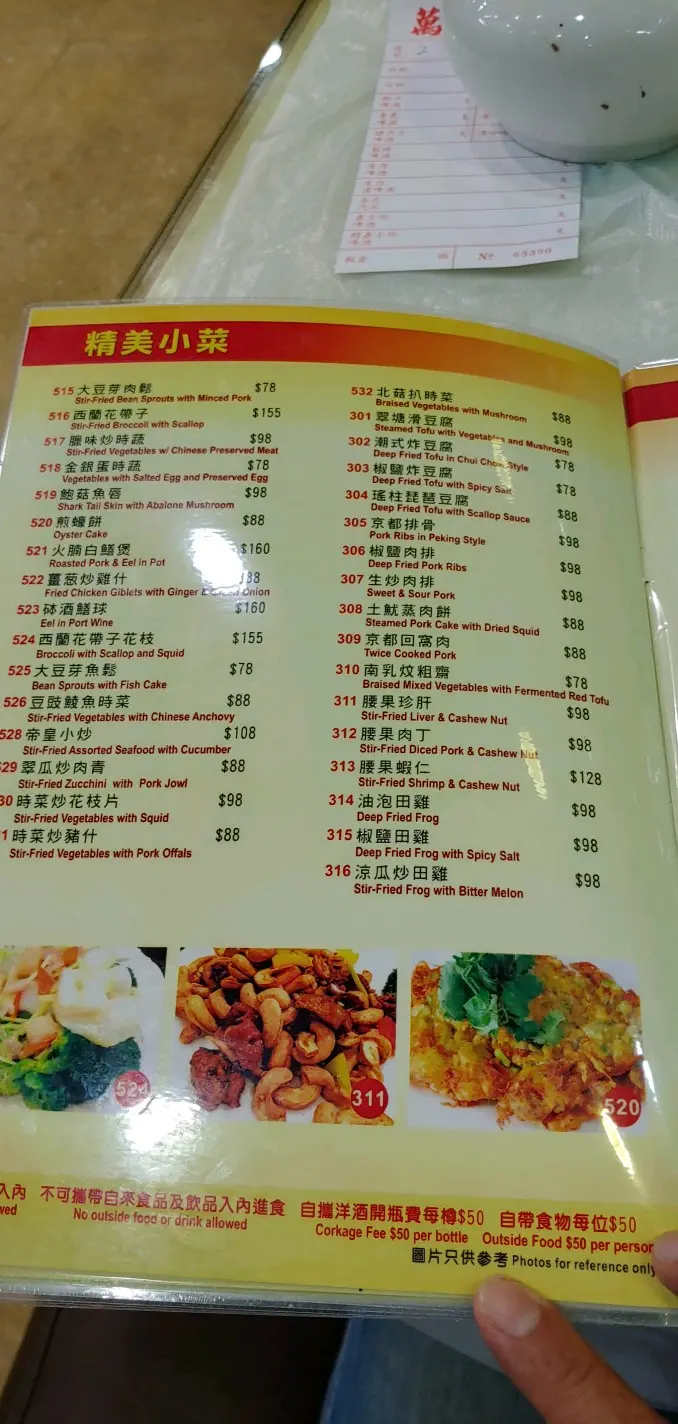 萬
2
Nº 65390
精美小菜
515 大豆芽肉鬆 $78
Stir-Fried Bean Sprouts with Minced Pork
516 西蘭花帶子 $155
Stir-Fried Broccoli with Scallop
517 臘味炒時蔬 $98
Stir-Fried Vegetables w/ Chinese Preserved Meat
518 金銀蛋時蔬 $78
Vegetables with Salted Egg and Preserved Egg
519 鮑菇魚唇 $98
Shark Tail Skin with Abalone Mushroom
520 煎蠔餅 $88
Oyster Cake
521 火腩白鱔煲 $160
Roasted Pork & Eel in Pot
522 薑葱炒雞什
Fried Chicken Giblets with Ginger & Green Onion
523 砵酒鱔球 $160
Eel in Port Wine
524 西蘭花帶子花枝 $155
Broccoli with Scallop and Squid
525 大豆芽魚鬆 $78
Bean Sprouts with Fish Cake
526 豆豉鯪魚時菜 $88
Stir-Fried Vegetables with Chinese Anchovy
528 帝皇小炒 $108
Stir-Fried Assorted Seafood with Cucumber
529 翠瓜炒肉青 $88
Stir-Fried Zucchini with Pork Jowl
30 時菜炒花枝片 $98
Stir-Fried Vegetables with Squid
1 時菜炒豬什 $88
Stir-Fried Vegetables with Pork Offals
532 北菇扒時菜 $88
Braised Vegetables with Mushroom
301 翠塘滑豆腐 $98
Steamed Tofu with Vegetables and Mushroom
302 潮式炸豆腐 $78
Deep Fried Tofu in Chui Chow Style
303 椒鹽炸豆腐 $78
Deep Fried Tofu with Spicy Salt
304 瑤柱琵琶豆腐 $88
Deep Fried Tofu with Scallop Sauce
305 京都排骨 $98
Pork Ribs in Peking Style
306 椒鹽肉排 $98
Deep Fried Pork Ribs
307 生炒肉排 $98
Sweet & Sour Pork
308 土魷蒸肉餅 $88
Steamed Pork Cake with Dried Squid
309 京都回窩肉 $88
Twice Cooked Pork
310 南乳炆粗齋 $78
Braised Mixed Vegetables with Fermented Red Tofu
311 腰果珍肝 $98
Stir-Fried Liver & Cashew Nut
312 腰果肉丁 $98
Stir-Fried Diced Pork & Cashew Nut
313 腰果蝦仁 $128
Stir-Fried Shrimp & Cashew Nut
314 油泡田雞 $98
Deep Fried Frog
315 椒鹽田雞 $98
Deep Fried Frog with Spicy Salt
316 涼瓜炒田雞 $98
Stir-Fried Frog with Bitter Melon
524
311
520
入內 不可攜帶自來食品及飲品入內進食 自攜洋酒開瓶費每樽$50 自帶食物每位$50
wed No outside food or drink allowed Corkage Fee $50 per bottle Outside Food $50 per person
圖片只供參考 Photos for reference only